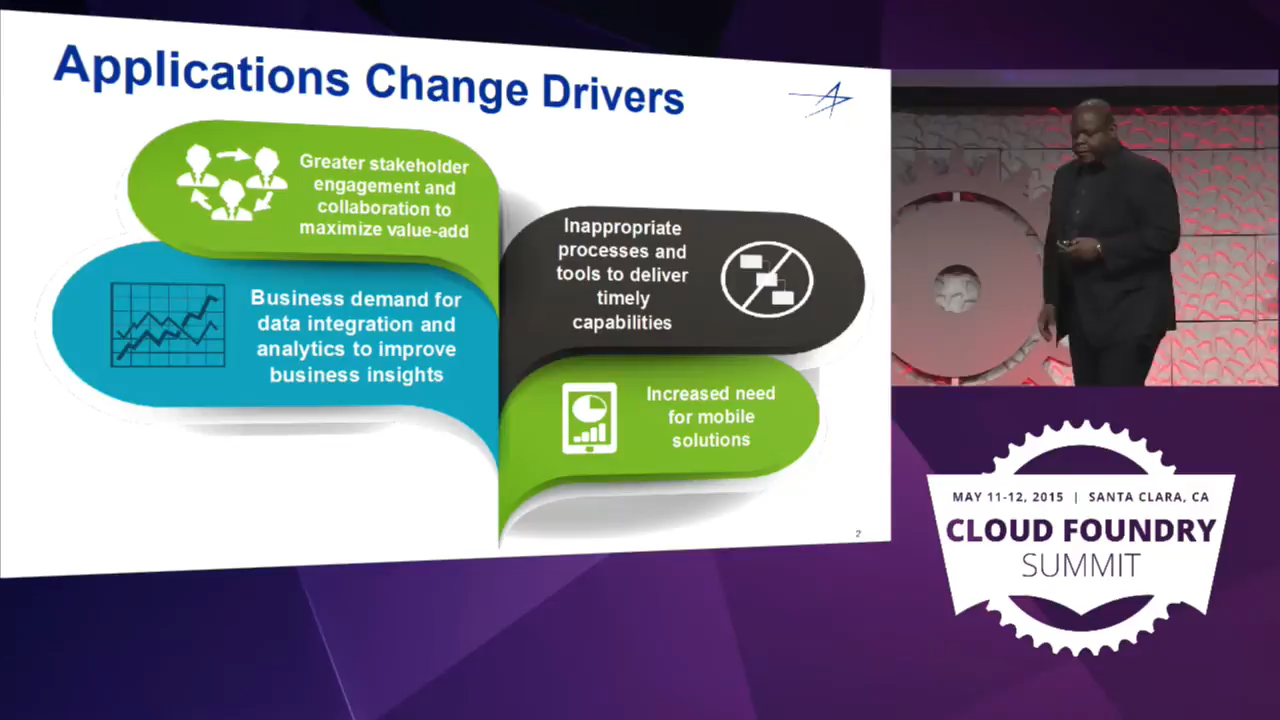 Applications Change Drivers
Greater stakeholder
engagement and
collaboration to
maximize value-add
Business demand for
data integration and
analytics to improve
business insights
Inappropriate
processes and
tools to deliver
timely
capabilities
Increased need
for mobile
solutions
2
MAY 11-12, 2015 | SANTA CLARA, CA
CLOUD FOUNDRY
SUMMIT